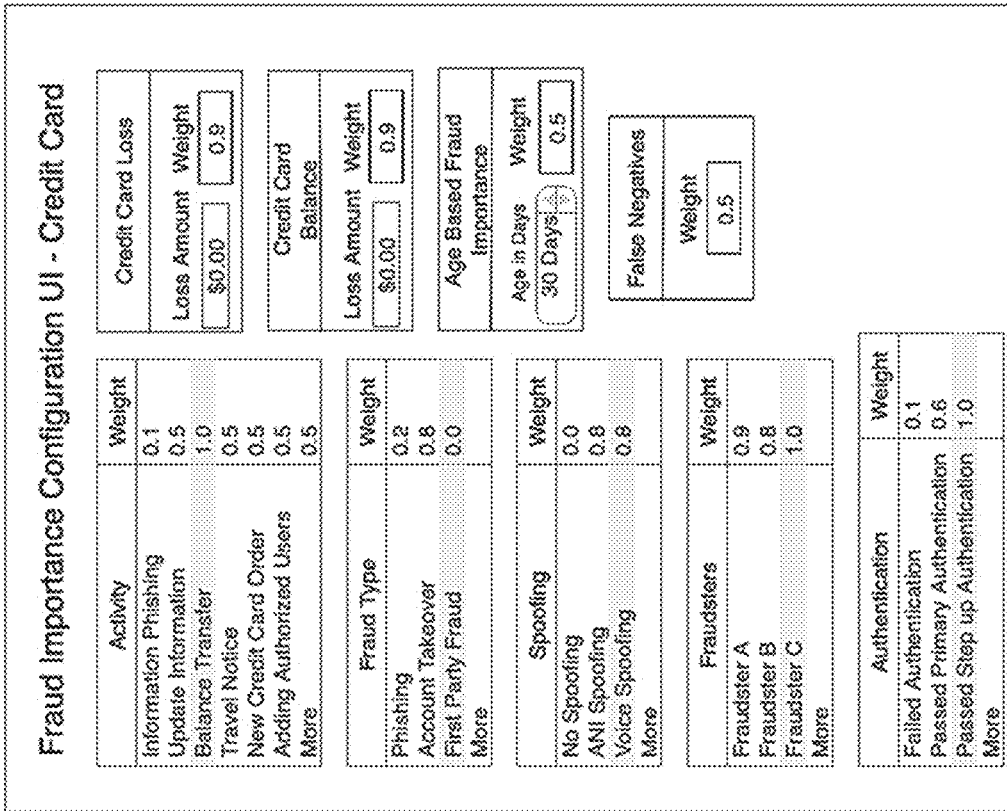 Fraud Importance Configuration UI - Credit Card
Activity Weight
Information Phishing 0.1
Update Information 0.5
Balance Transfer 1.0
Travel Notice 0.5
New Credit Card Order 0.5
Adding Authorized Users 0.5
More 0.5
Fraud Type Weight
Phishing 0.2
Account Takeover 0.8
First Party Fraud 0.0
More
Spoofing Weight
No Spoofing 0.0
ANI Spoofing 0.8
Voice Spoofing 0.8
More
Fraudsters Weight
Fraudster A 0.9
Fraudster B 0.8
Fraudster C 1.0
More
Authentication Weight
Failed Authentication 0.1
Passed Primary Authentication 0.6
Passed Step up Authentication 1.0
More
Credit Card Loss
Loss Amount Weight
$0.00 0.9
Credit Card
Balance
Loss Amount Weight
$0.00 0.9
Age Based Fraud
Importance
Age in Days Weight
30 Days 0.5
False Negatives
Weight
0.5